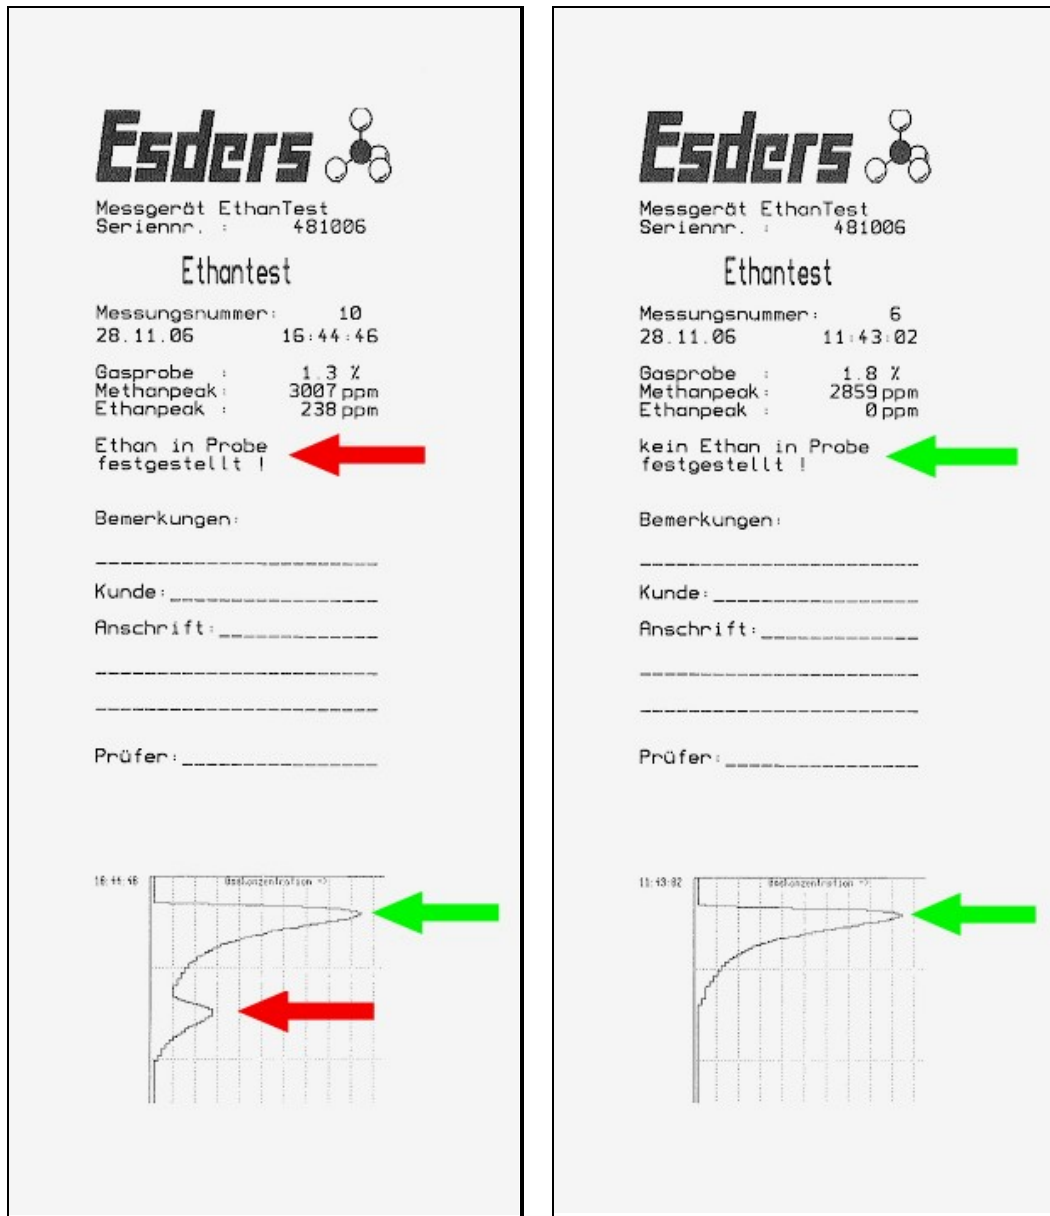 Esders
Messgerät EthanTest
Seriennr. : 481006
Ethantest
Messungsnummer: 10
28.11.06 16:44:46
Gasprobe : 1.3 %
Methanpeak: 3007 ppm
Ethanpeak : 238 ppm
Ethan in Probe
festgestellt !
Bemerkungen:
Kunde:
Anschrift:
Prüfer:
16:44:46 Gaskonzentration =>
Esders
Messgerät EthanTest
Seriennr. : 481006
Ethantest
Messungsnummer: 6
28.11.06 11:43:02
Gasprobe : 1.8 %
Methanpeak: 2859 ppm
Ethanpeak : 0 ppm
kein Ethan in Probe
festgestellt !
Bemerkungen:
Kunde:
Anschrift:
Prüfer:
11:43:02 Gaskonzentration =>